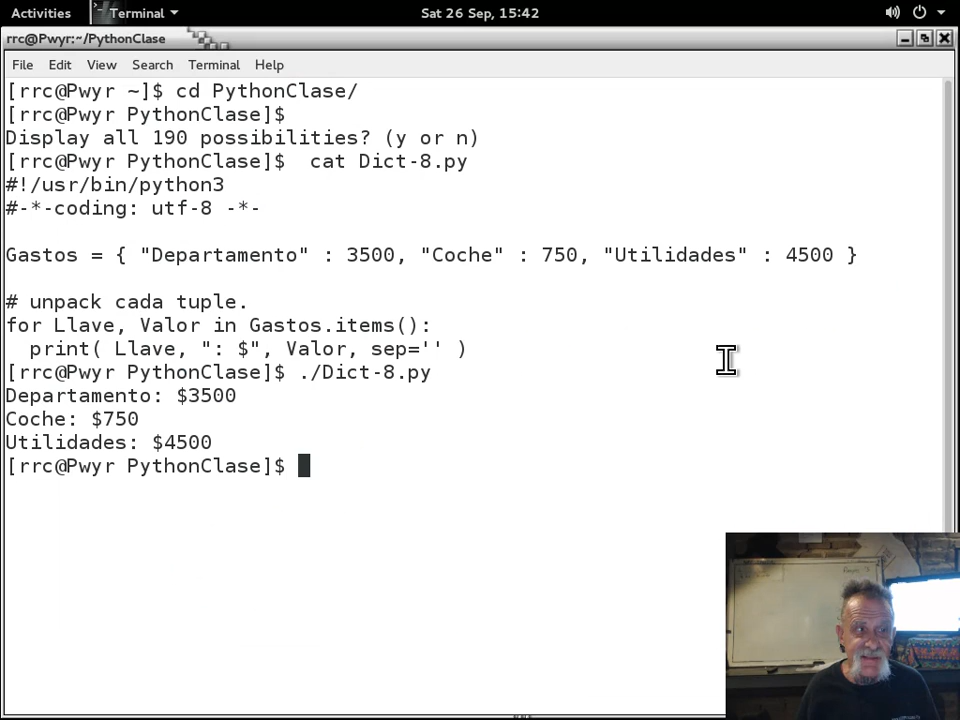 Activities Terminal Sat 26 Sep, 15:42
rrc@Pwyr:~/PythonClase
File Edit View Search Terminal Help
[rrc@Pwyr ~]$ cd PythonClase/
[rrc@Pwyr PythonClase]$
Display all 190 possibilities? (y or n)
[rrc@Pwyr PythonClase]$  cat Dict-8.py
#!/usr/bin/python3
#-*-coding: utf-8 -*-
Gastos = { "Departamento" : 3500, "Coche" : 750, "Utilidades" : 4500 }
# unpack cada tuple.
for Llave, Valor in Gastos.items():
  print( Llave, ": $", Valor, sep='' )
[rrc@Pwyr PythonClase]$ ./Dict-8.py
Departamento: $3500
Coche: $750
Utilidades: $4500
[rrc@Pwyr PythonClase]$